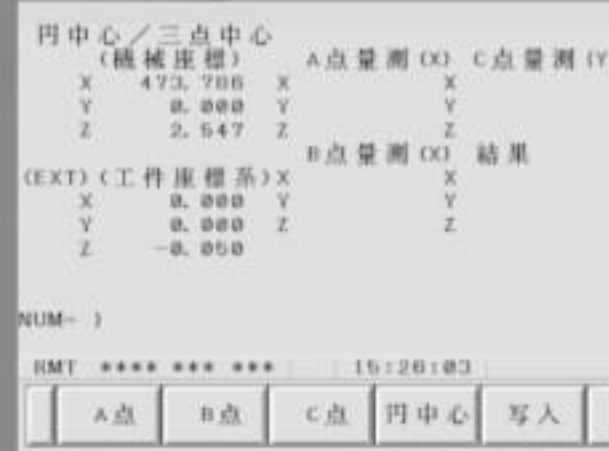 円中心／三点中心
(機械座標) A点量測(X) C点量測(Y
X 473.786 X X
Y 0.000 Y Y
Z 2.547 Z Z
B点量測(X) 結果
(EXT)(工件座標系)X X
X 0.000 Y Y
Y 0.000 Z Z
Z -0.050
NUM- )
RMT **** *** *** 15:26:03
A点 B点 C点 円中心 写入